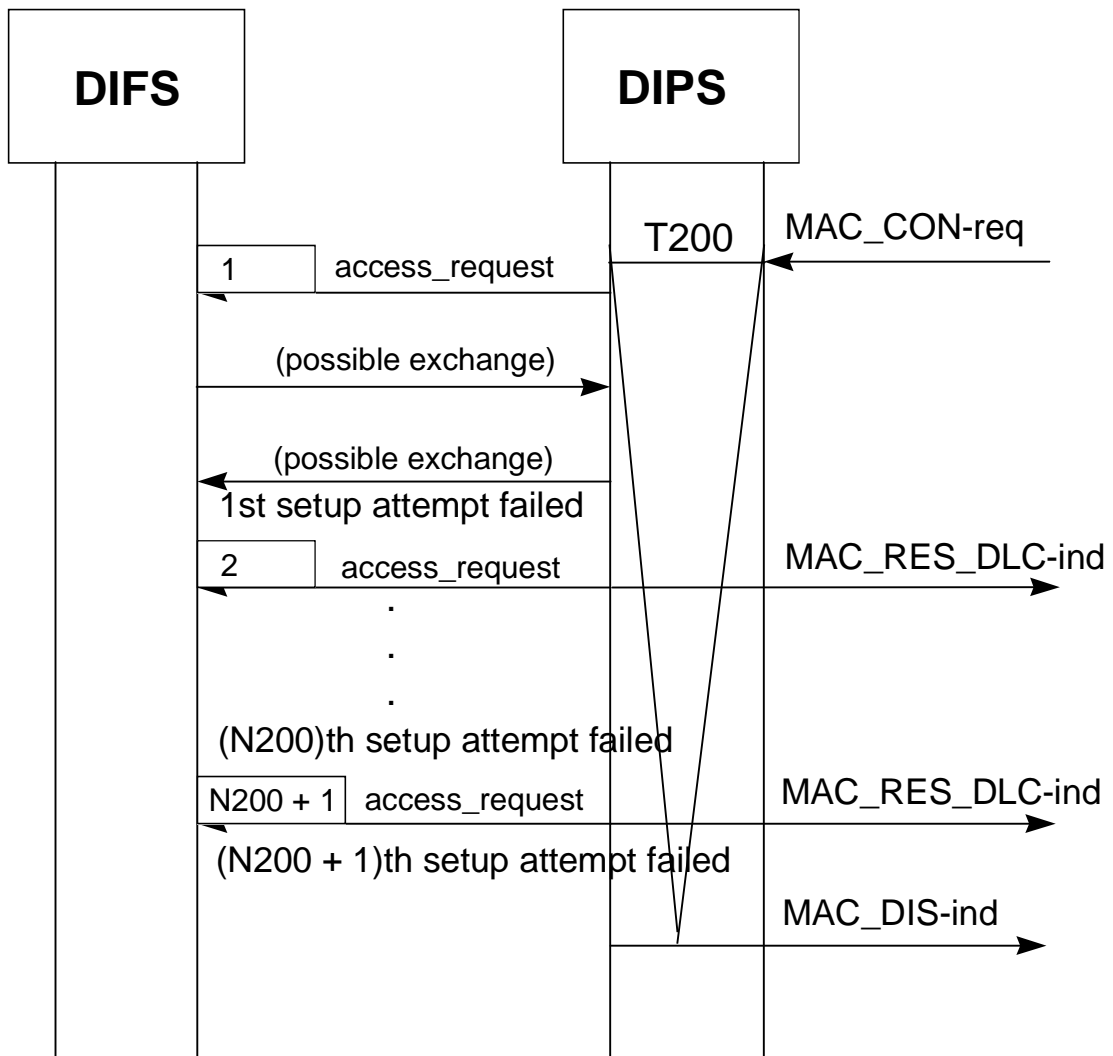 DIFS
DIPS
T200
MAC_CON-req
1
access_request
(possible exchange)
(possible exchange)
1st setup attempt failed
2
access_request
MAC_RES_DLC-ind
.
.
.
.
(N200)th setup attempt failed
N200 + 1
access_request
MAC_RES_DLC-ind
(N200 + 1)th setup attempt failed
MAC_DIS-ind